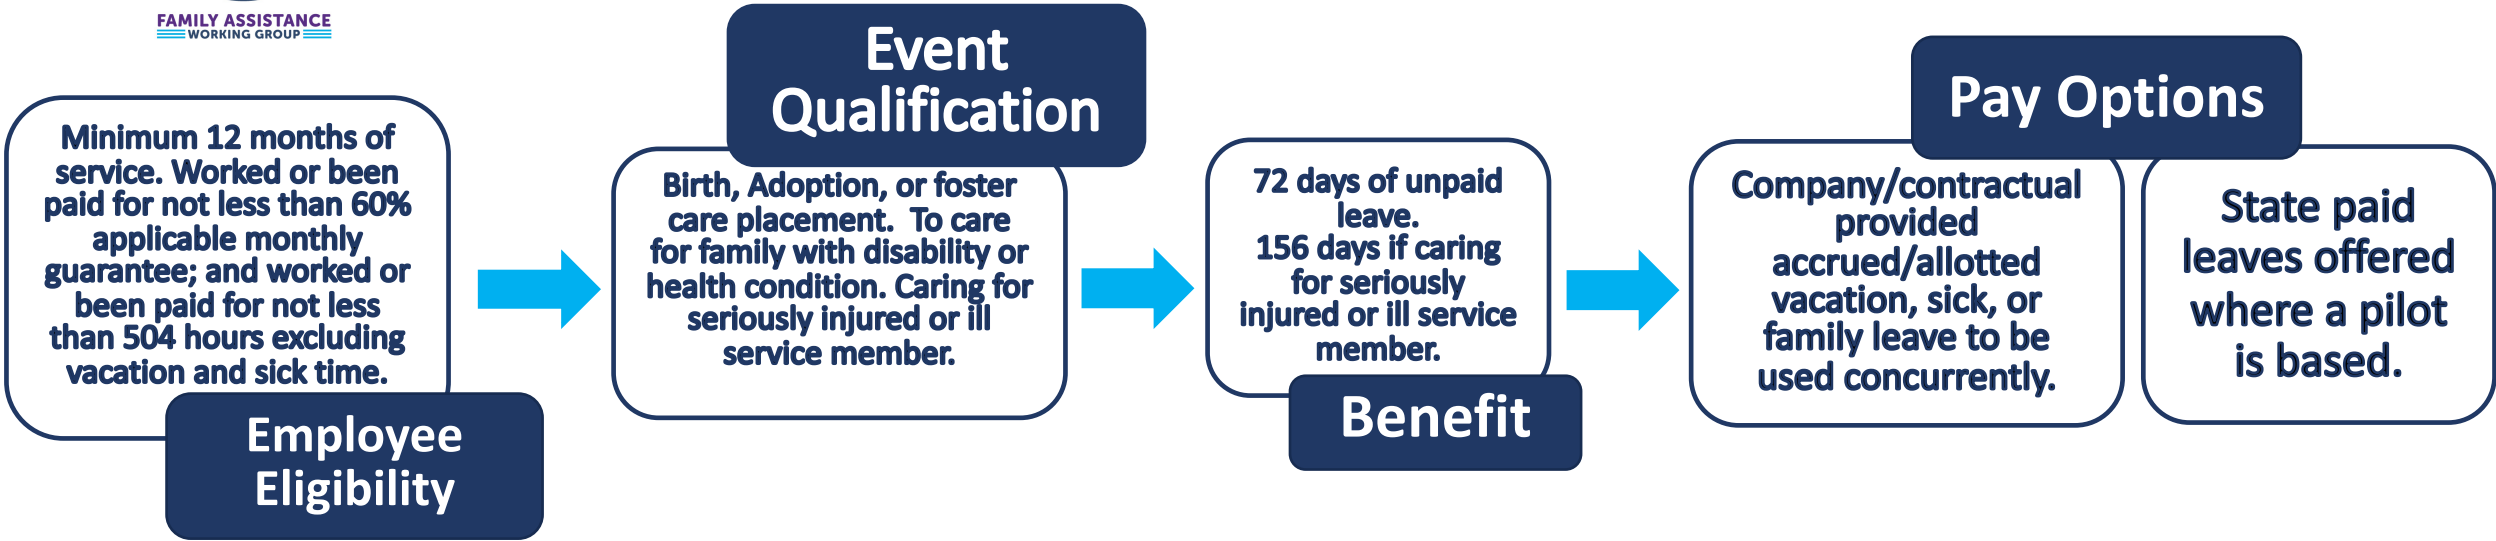 FAMILY ASSISTANCE
WORKING GROUP
Minimum 12 months of
service. Worked or been
paid for not less than 60%
applicable monthly
guarantee; and worked or
been paid for not less
than 504 hours excluding
vacation and sick time.
Employee
Eligibility
Event
Qualification
Birth, Adoption, or foster
care placement. To care
for family with disability or
health condition. Caring for
seriously injured or ill
service member.
72 days of unpaid
leave.
156 days if caring
for seriously
injured or ill service
member.
Benefit
Pay Options
Company/contractual
provided
accrued/allotted
vacation, sick, or
family leave to be
used concurrently.
State paid
leaves offered
where a pilot
is based.